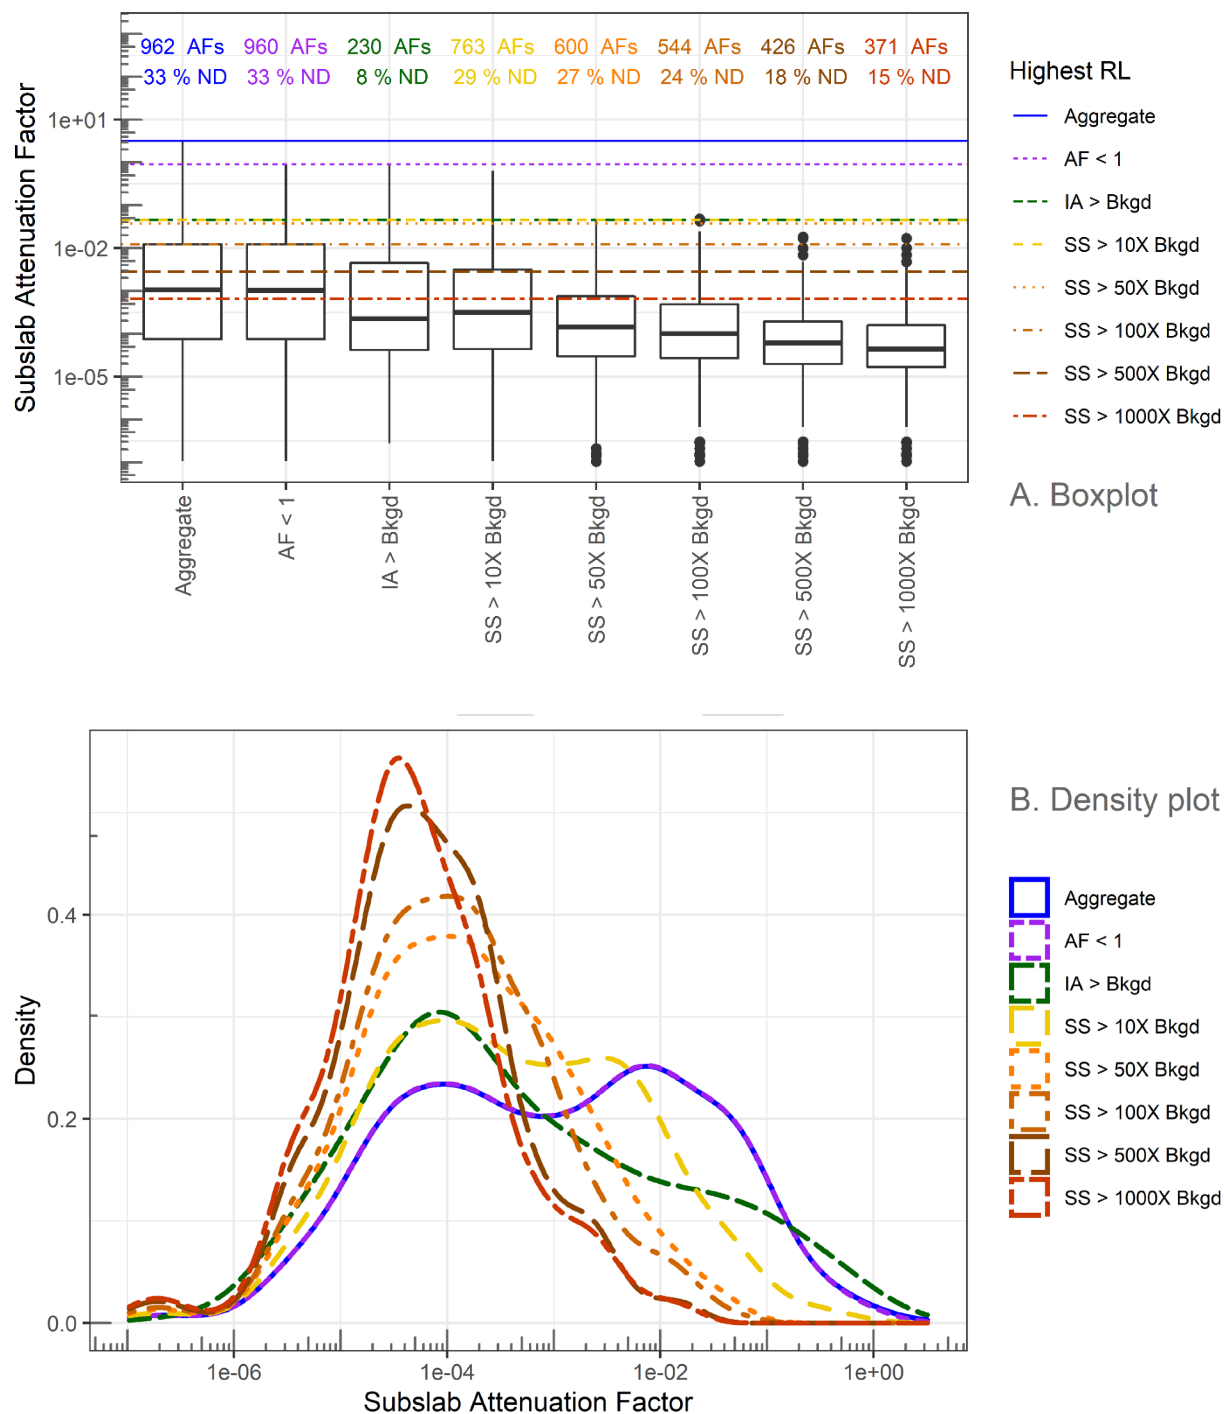 962 AFs 960 AFs 230 AFs 763 AFs 600 AFs 544 AFs 426 AFs 371 AFs
33 % ND 33 % ND 8 % ND 29 % ND 27 % ND 24 % ND 18 % ND 15 % ND
Subslab Attenuation Factor
1e+01
1e-02
1e-05
Aggregate
AF < 1
IA > Bkgd
SS > 10X Bkgd
SS > 50X Bkgd
SS > 100X Bkgd
SS > 500X Bkgd
SS > 1000X Bkgd
Highest RL
Aggregate
AF < 1
IA > Bkgd
SS > 10X Bkgd
SS > 50X Bkgd
SS > 100X Bkgd
SS > 500X Bkgd
SS > 1000X Bkgd
A. Boxplot
Density
0.4
0.2
0.0
1e-06 1e-04 1e-02 1e+00
Subslab Attenuation Factor
B. Density plot
Aggregate
AF < 1
IA > Bkgd
SS > 10X Bkgd
SS > 50X Bkgd
SS > 100X Bkgd
SS > 500X Bkgd
SS > 1000X Bkgd